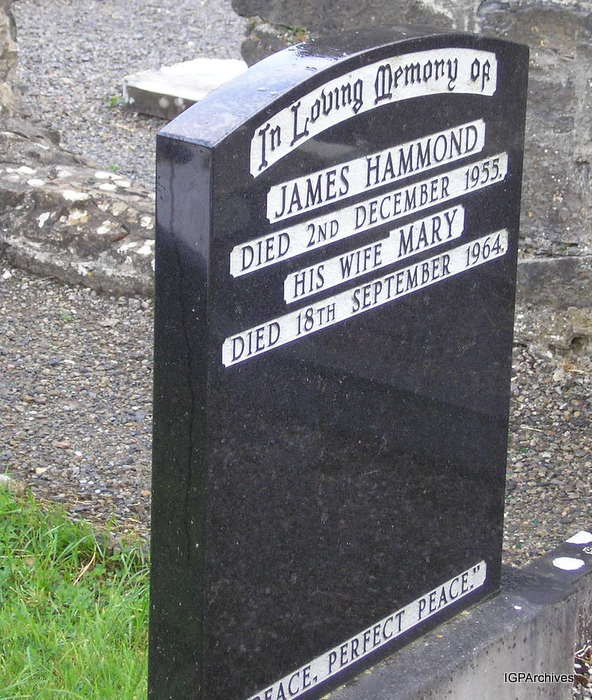 In Loving Memory of
JAMES HAMMOND
DIED 2ND DECEMBER 1955.
HIS WIFE MARY
DIED 18TH SEPTEMBER 1964.
PEACE, PERFECT PEACE."
IGPArchives